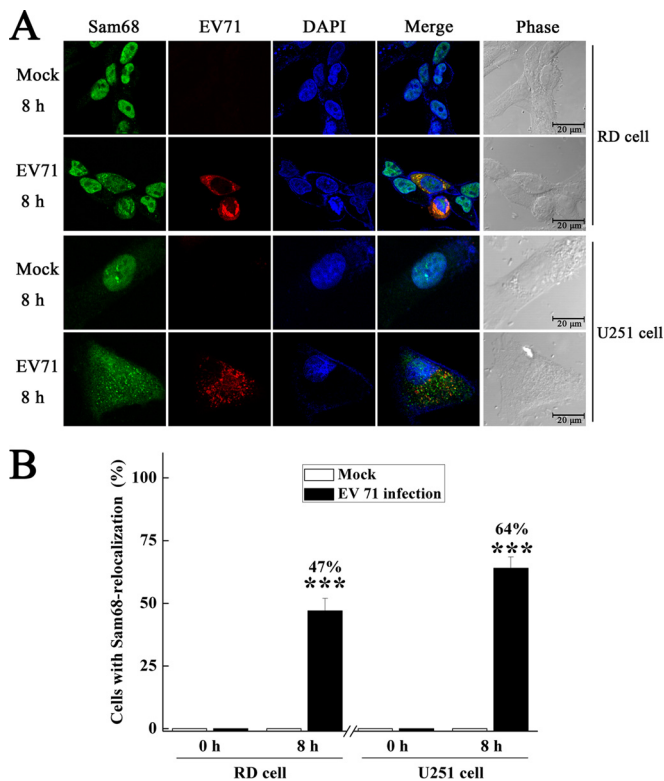 A
Sam68 EV71 DAPI Merge Phase
Mock
8 h
20 μm
EV71
8 h
20 μm
RD cell
Mock
8 h
20 μm
EV71
8 h
20 μm
U251 cell
B
Cells with Sam68-relocalization (%)
100
75
50
25
0
Mock
EV 71 infection
47%
***
64%
***
0 h 8 h 0 h 8 h
RD cell U251 cell